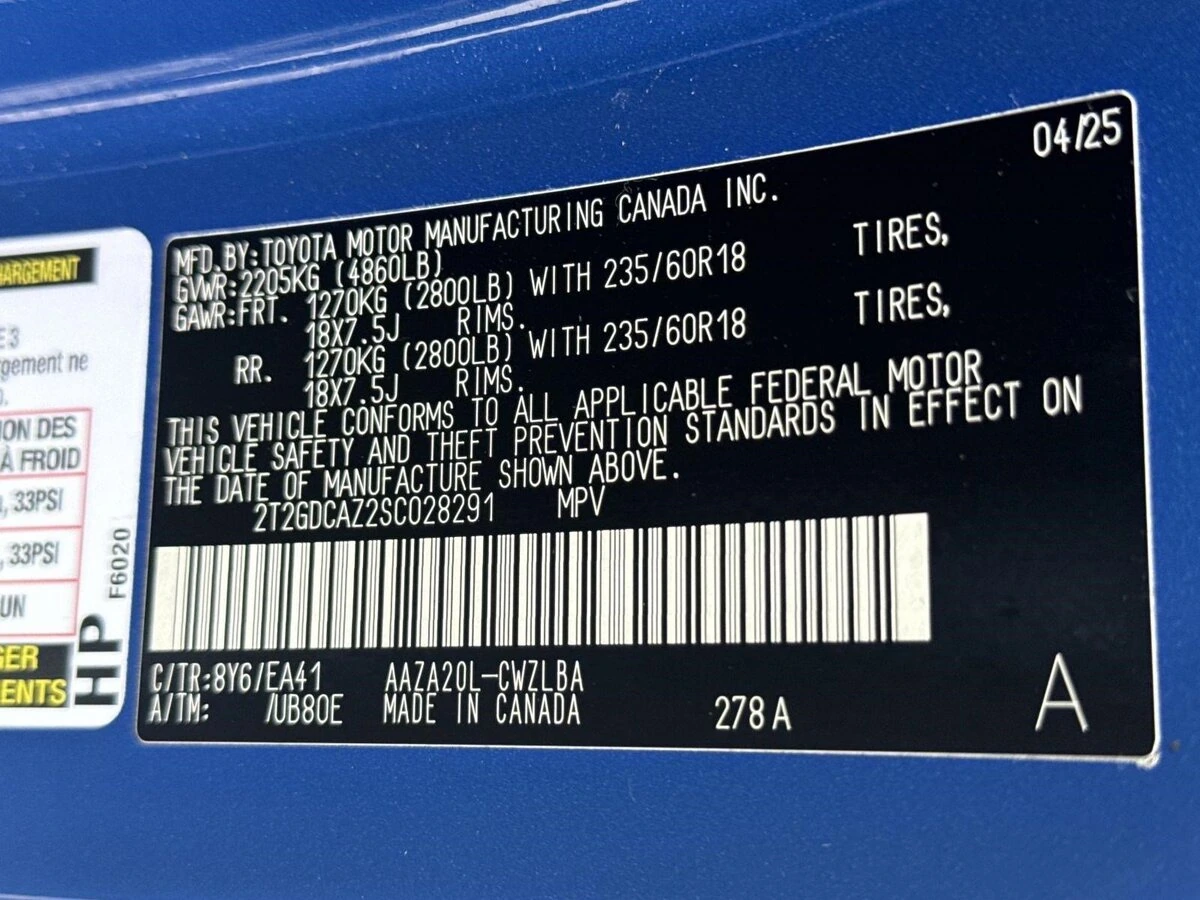 HARGEMENT
E3
gement ne
ION DES
À FROID
, 33PSI
, 33PSI
UN
GER
ENTS
F6020
HP
04/25
MFD.BY:TOYOTA MOTOR MANUFACTURING CANADA INC.
GVWR:2205KG (4860LB)
GAWR:FRT. 1270KG (2800LB) WITH 235/60R18 TIRES,
18X7.5J RIMS.
RR. 1270KG (2800LB) WITH 235/60R18 TIRES,
18X7.5J RIMS.
THIS VEHICLE CONFORMS TO ALL APPLICABLE FEDERAL MOTOR
VEHICLE SAFETY AND THEFT PREVENTION STANDARDS IN EFFECT ON
THE DATE OF MANUFACTURE SHOWN ABOVE.
2T2GDCAZ2SC028291 MPV
C/TR:8Y6/EA41 AAZA20L-CWZLBA
A/TM: /UB80E MADE IN CANADA 278A
A